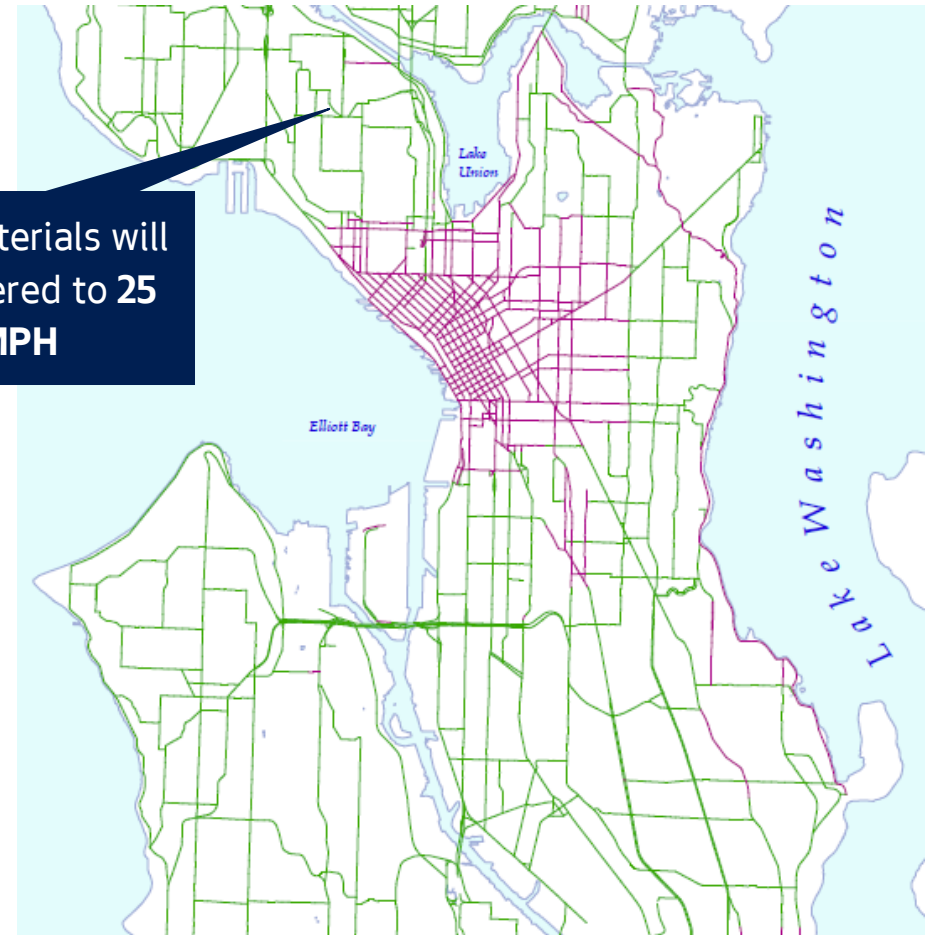 Lake
Union
terials will
ered to 25
MPH
Elliott Bay
Lake Washington